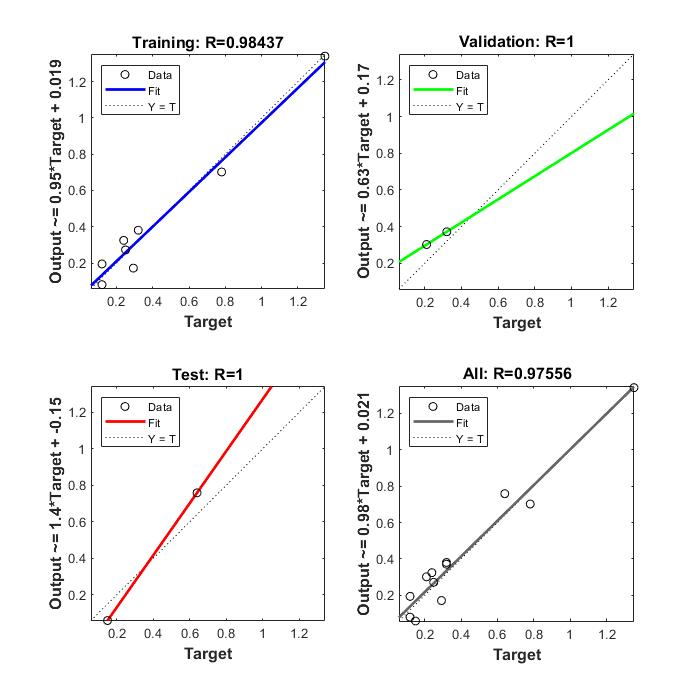 Training: R=0.98437
Output ~= 0.95*Target + 0.019
Data
Fit
Y = T
1.2
1
0.8
0.6
0.4
0.2
0.2 0.4 0.6 0.8 1 1.2
Target
Validation: R=1
Output ~= 0.63*Target + 0.17
Data
Fit
Y = T
1.2
1
0.8
0.6
0.4
0.2
0.2 0.4 0.6 0.8 1 1.2
Target
Test: R=1
Output ~= 1.4*Target + -0.15
Data
Fit
Y = T
1.2
1
0.8
0.6
0.4
0.2
0.2 0.4 0.6 0.8 1 1.2
Target
All: R=0.97556
Output ~= 0.98*Target + 0.021
Data
Fit
Y = T
1.2
1
0.8
0.6
0.4
0.2
0.2 0.4 0.6 0.8 1 1.2
Target